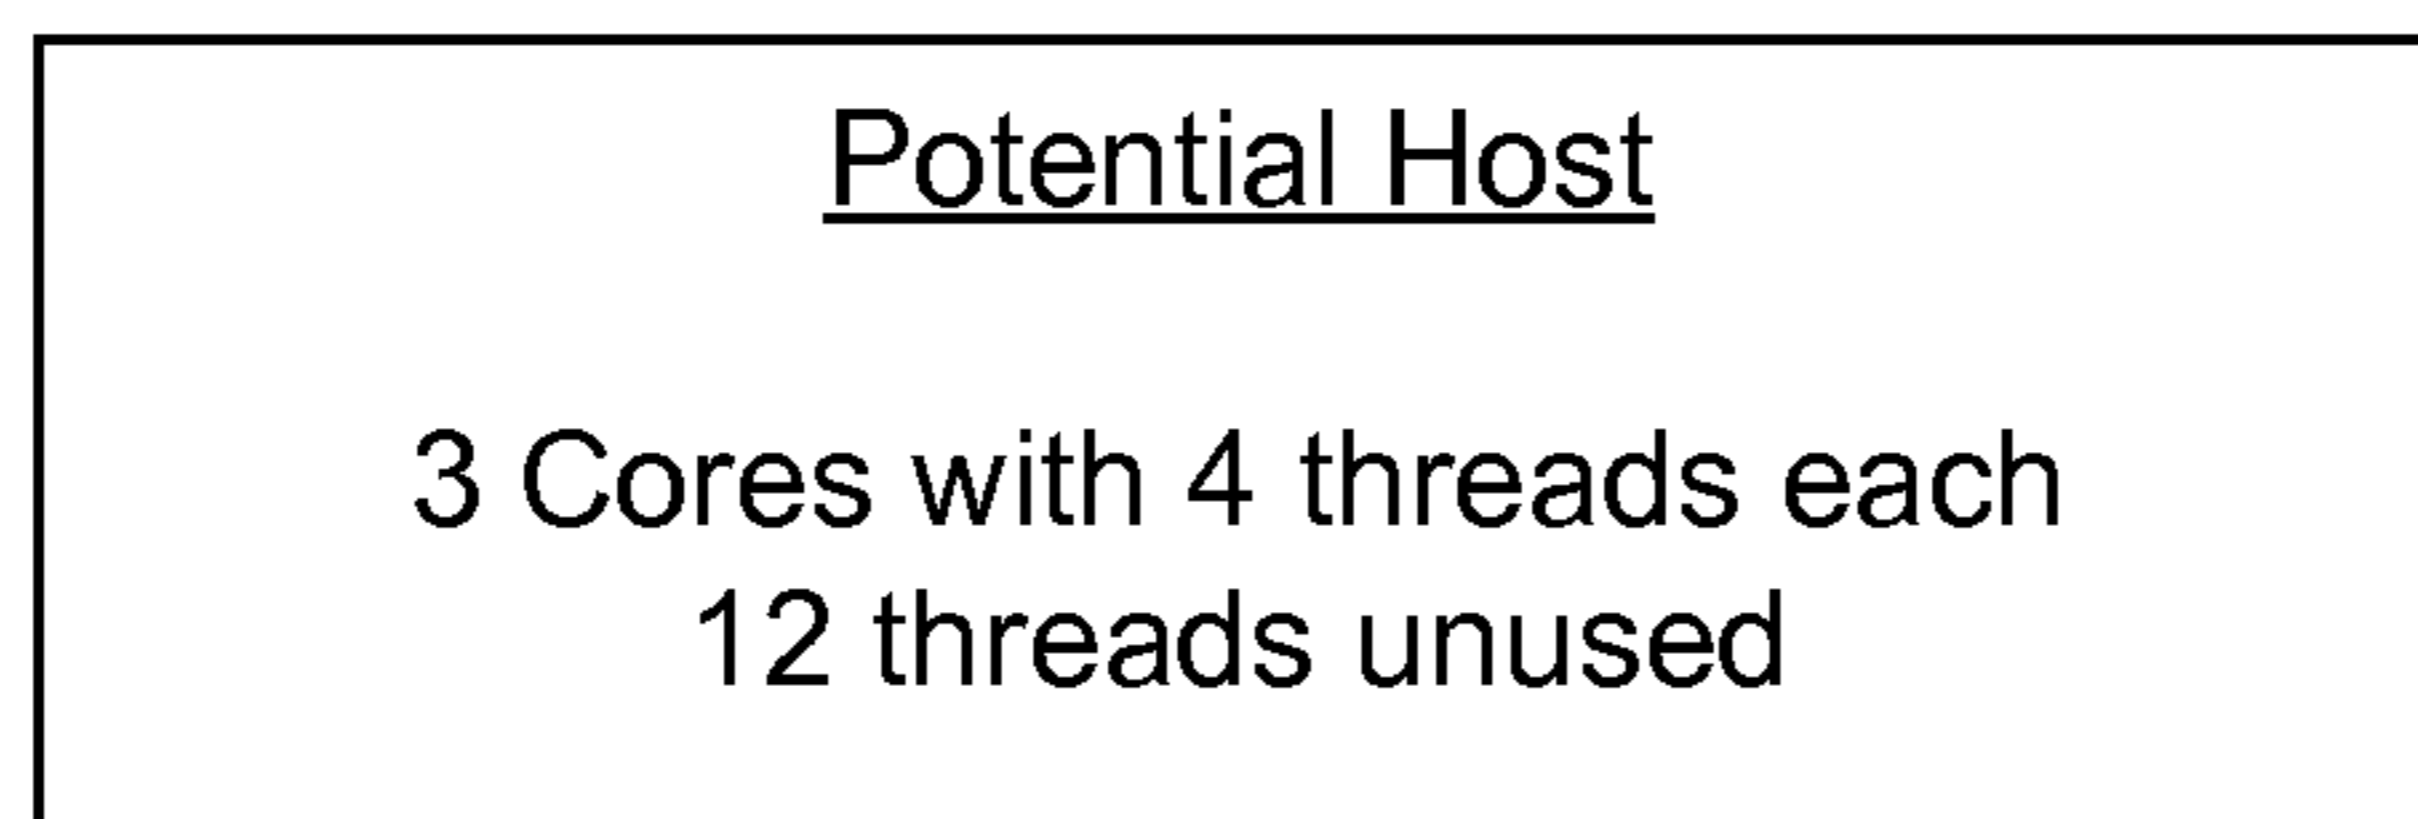 Potential Host
3 Cores with 4 threads each
12 threads unused